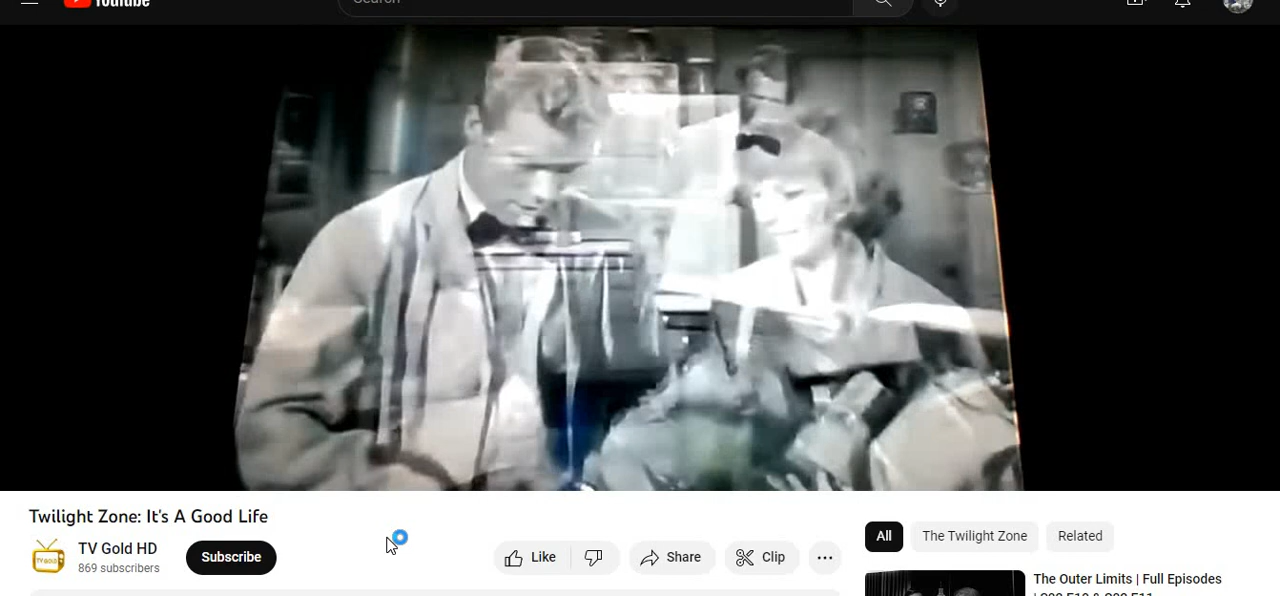 YouTube
Search
Twilight Zone: It's A Good Life
TV Gold HD
869 subscribers
Subscribe
Like
Share
Clip
All
The Twilight Zone
Related
The Outer Limits | Full Episodes